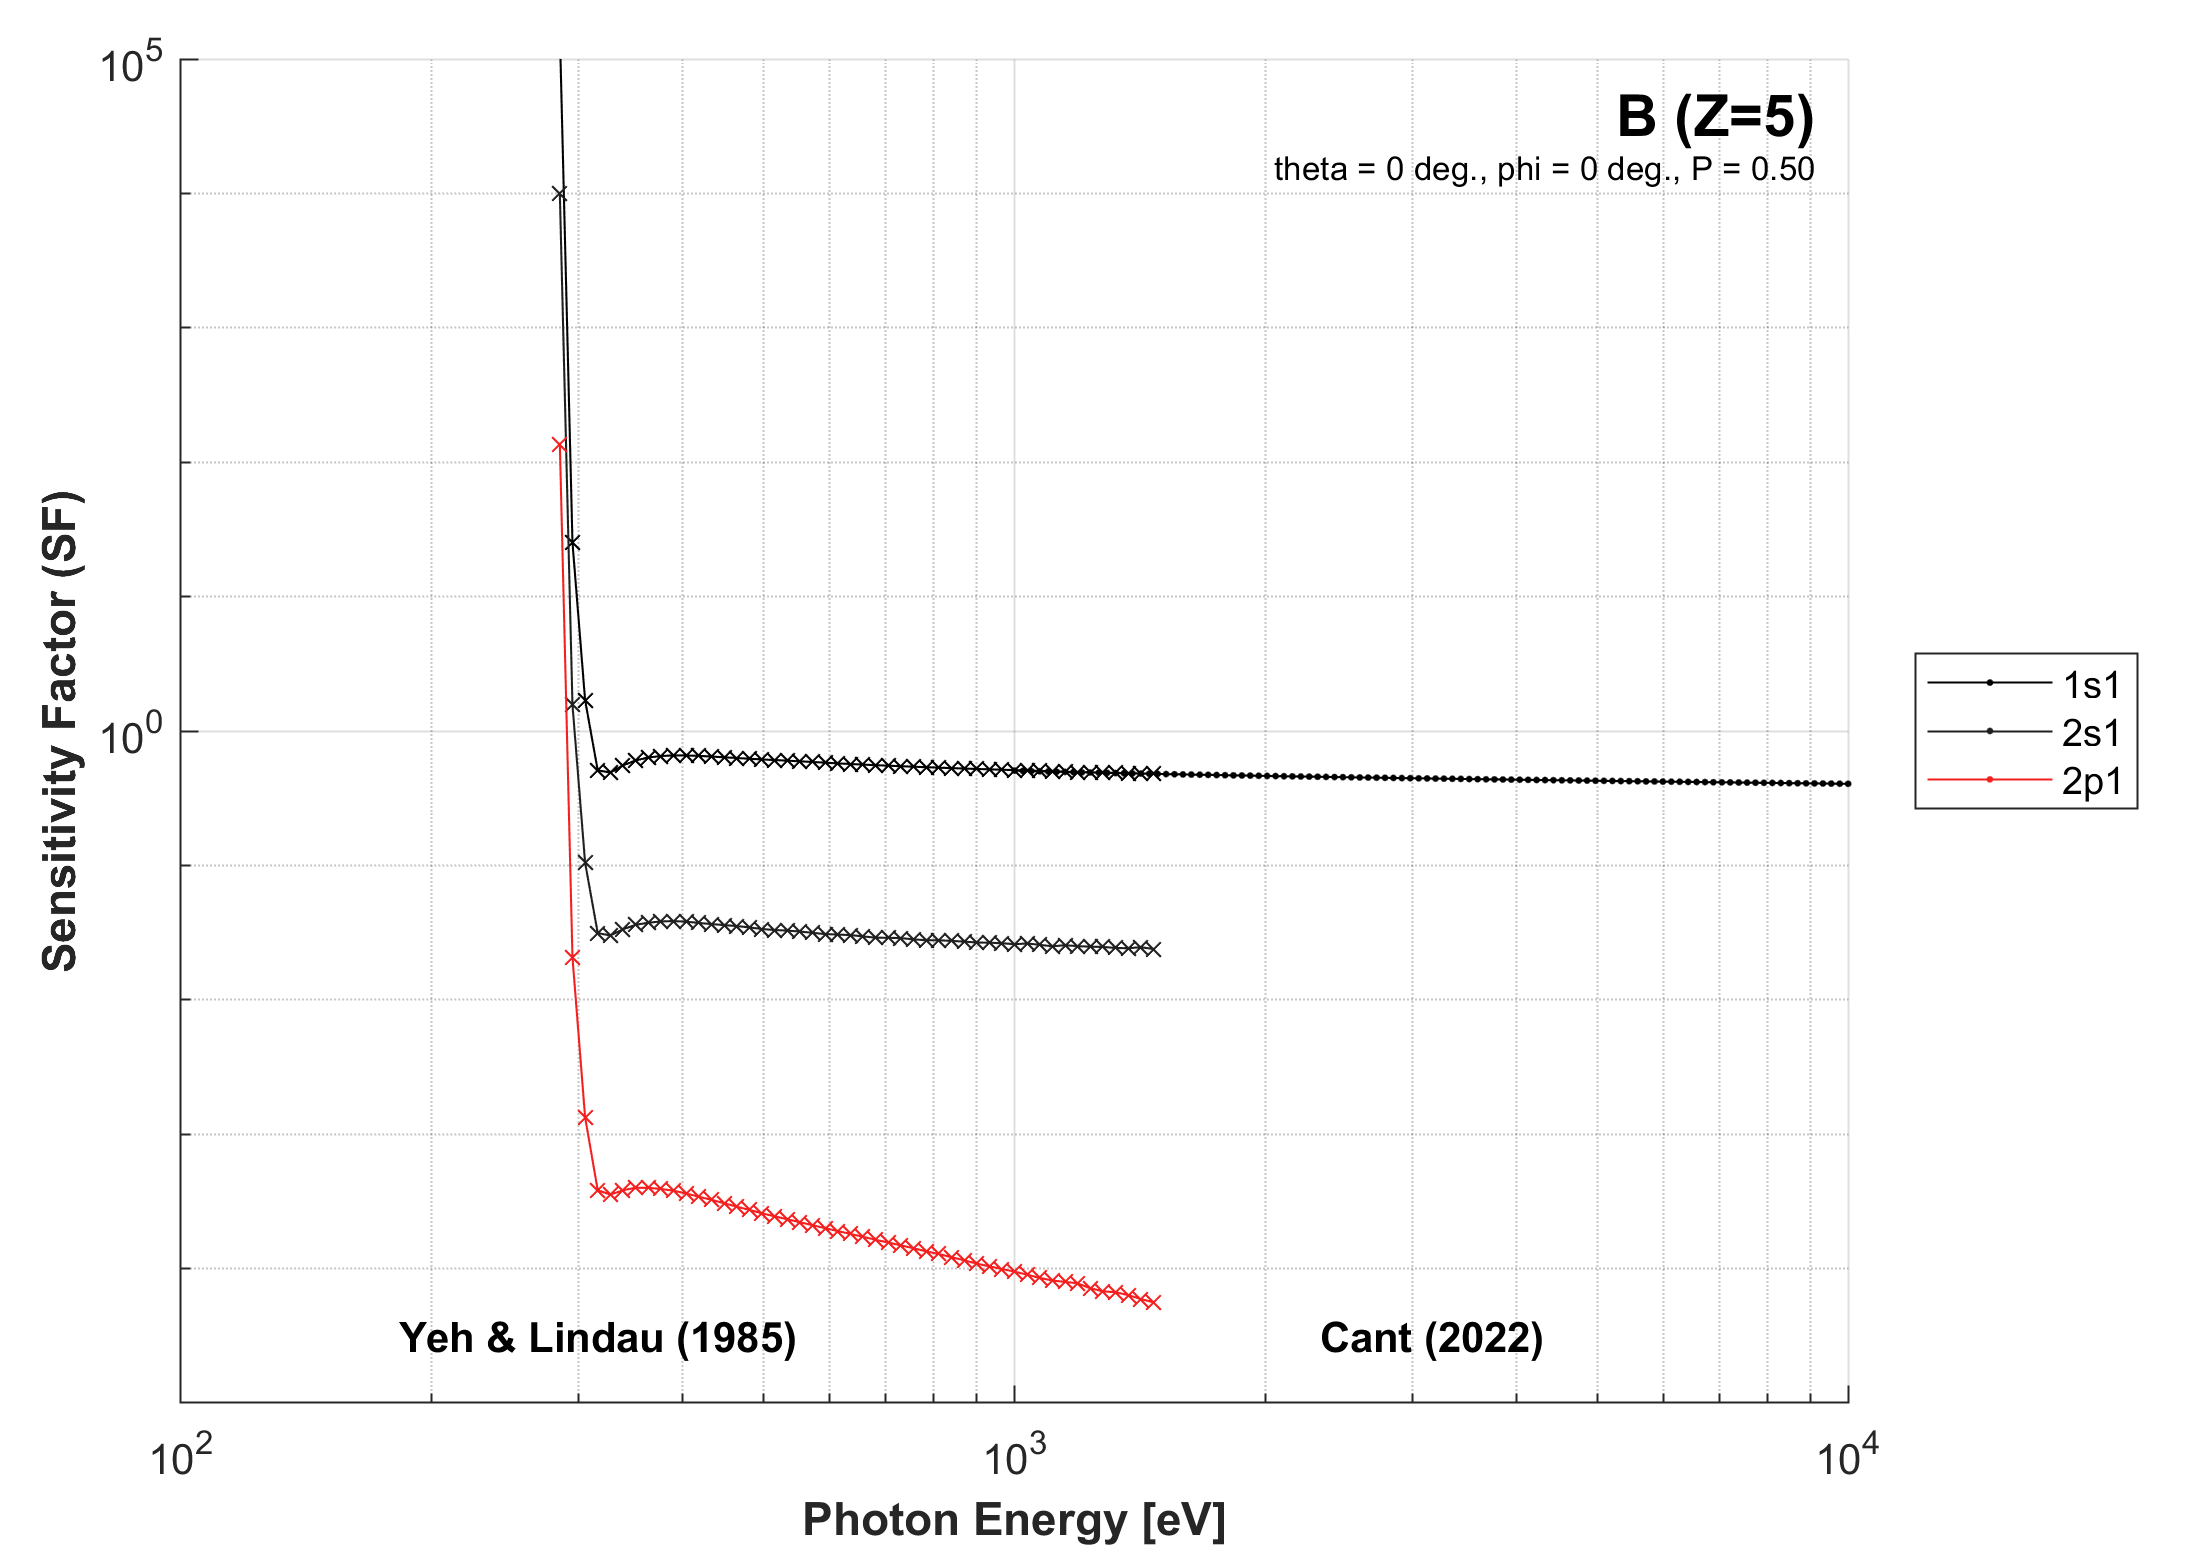 B (Z=5)
theta = 0 deg., phi = 0 deg., P = 0.50
10^5
10^0
Sensitivity Factor (SF)
1s1
2s1
2p1
Yeh & Lindau (1985)
Cant (2022)
10^2
10^3
10^4
Photon Energy [eV]